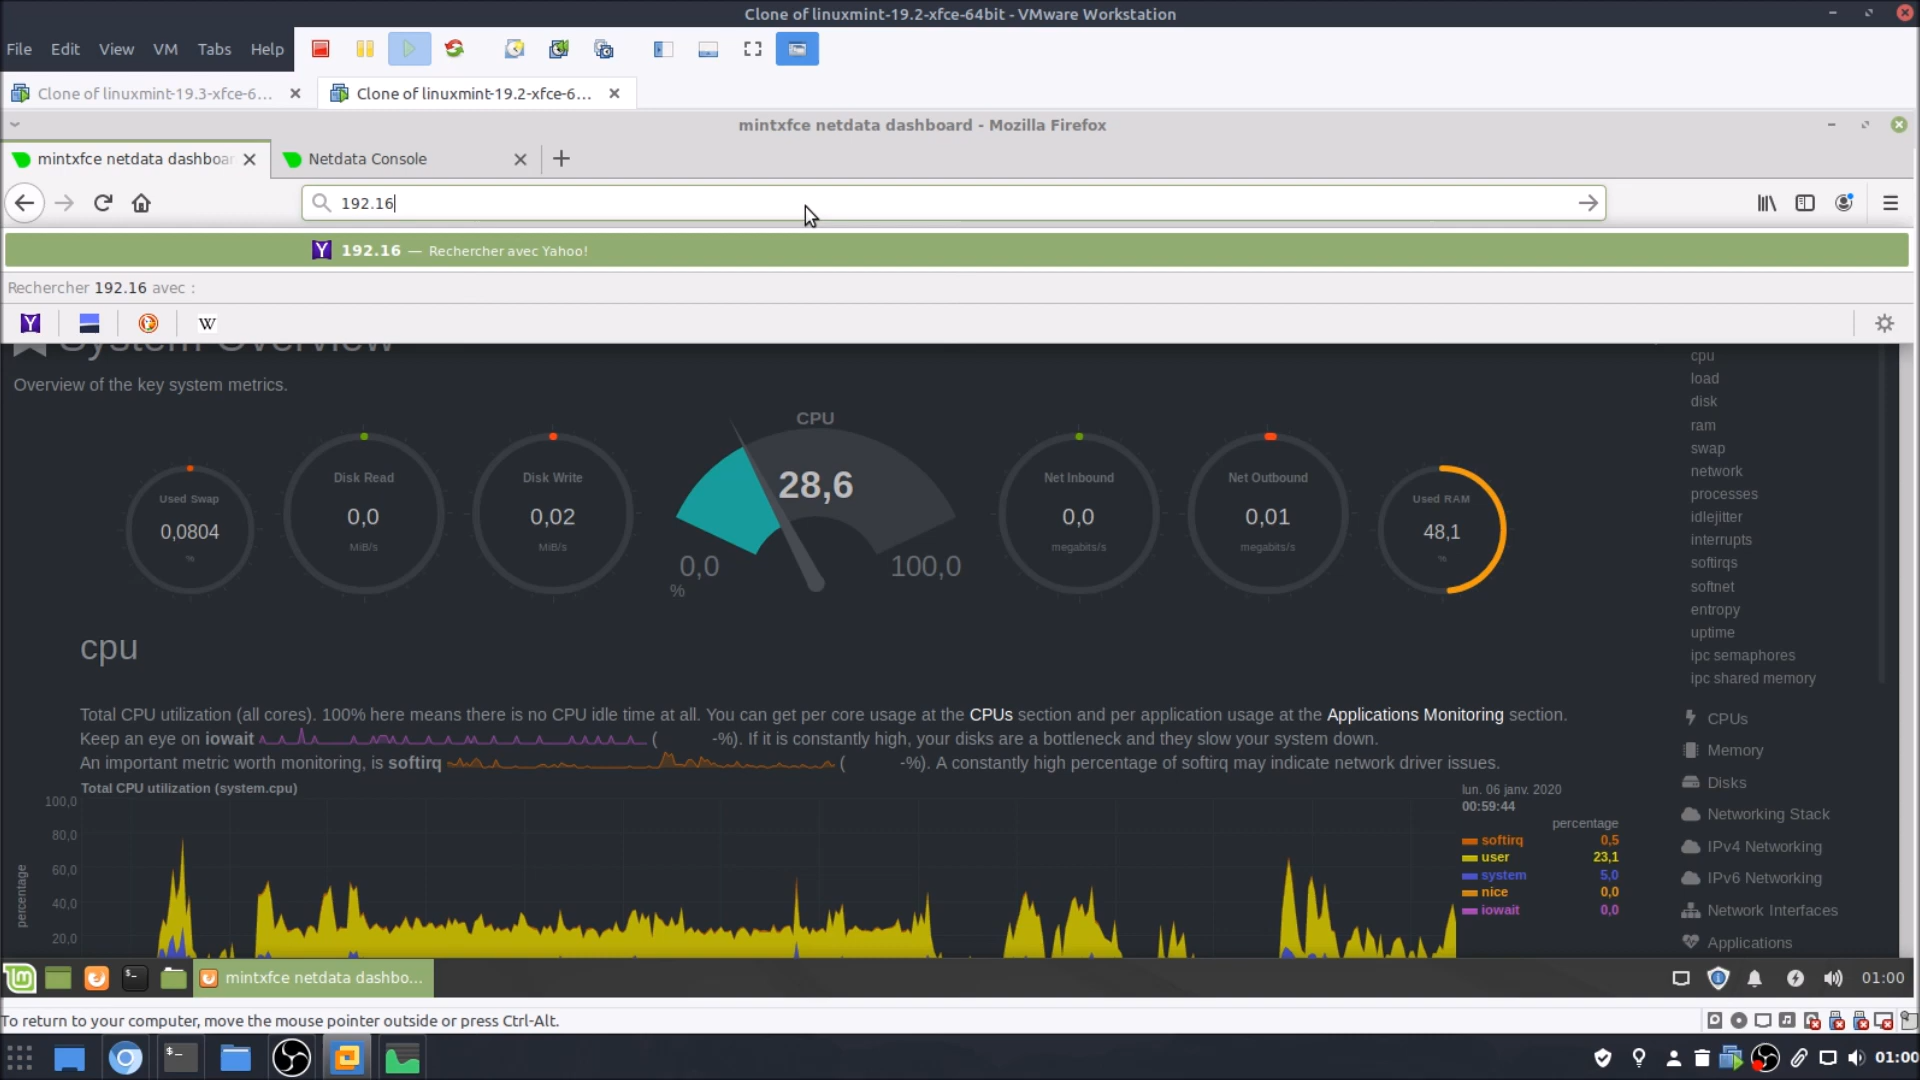 Clone of linuxmint-19.2-xfce-64bit - VMware Workstation
File Edit View VM Tabs Help
Clone of linuxmint-19.3-xfce-6...
Clone of linuxmint-19.2-xfce-6...
mintxfce netdata dashboard - Mozilla Firefox
mintxfce netdata dashboar
Netdata Console
192.16
192.16 — Rechercher avec Yahoo!
Rechercher 192.16 avec :
System Overview
Overview of the key system metrics.
Used Swap
0,0804
%
Disk Read
0,0
MiB/s
Disk Write
0,02
MiB/s
CPU
28,6
0,0
100,0
%
Net Inbound
0,0
megabits/s
Net Outbound
0,01
megabits/s
Used RAM
48,1
%
cpu
Total CPU utilization (all cores). 100% here means there is no CPU idle time at all. You can get per core usage at the CPUs section and per application usage at the Applications Monitoring section.
Keep an eye on iowait ( -%). If it is constantly high, your disks are a bottleneck and they slow your system down.
An important metric worth monitoring, is softirq ( -%). A constantly high percentage of softirq may indicate network driver issues.
Total CPU utilization (system.cpu)
100,0
80,0
60,0
40,0
20,0
percentage
lun. 06 janv. 2020
00:59:44
percentage
softirq 0,5
user 23,1
system 5,0
nice 0,0
iowait 0,0
cpu
load
disk
ram
swap
network
processes
idlejitter
interrupts
softirqs
softnet
entropy
uptime
ipc semaphores
ipc shared memory
CPUs
Memory
Disks
Networking Stack
IPv4 Networking
IPv6 Networking
Network Interfaces
Applications
mintxfce netdata dashbo...
01:00
To return to your computer, move the mouse pointer outside or press Ctrl-Alt.
01:00